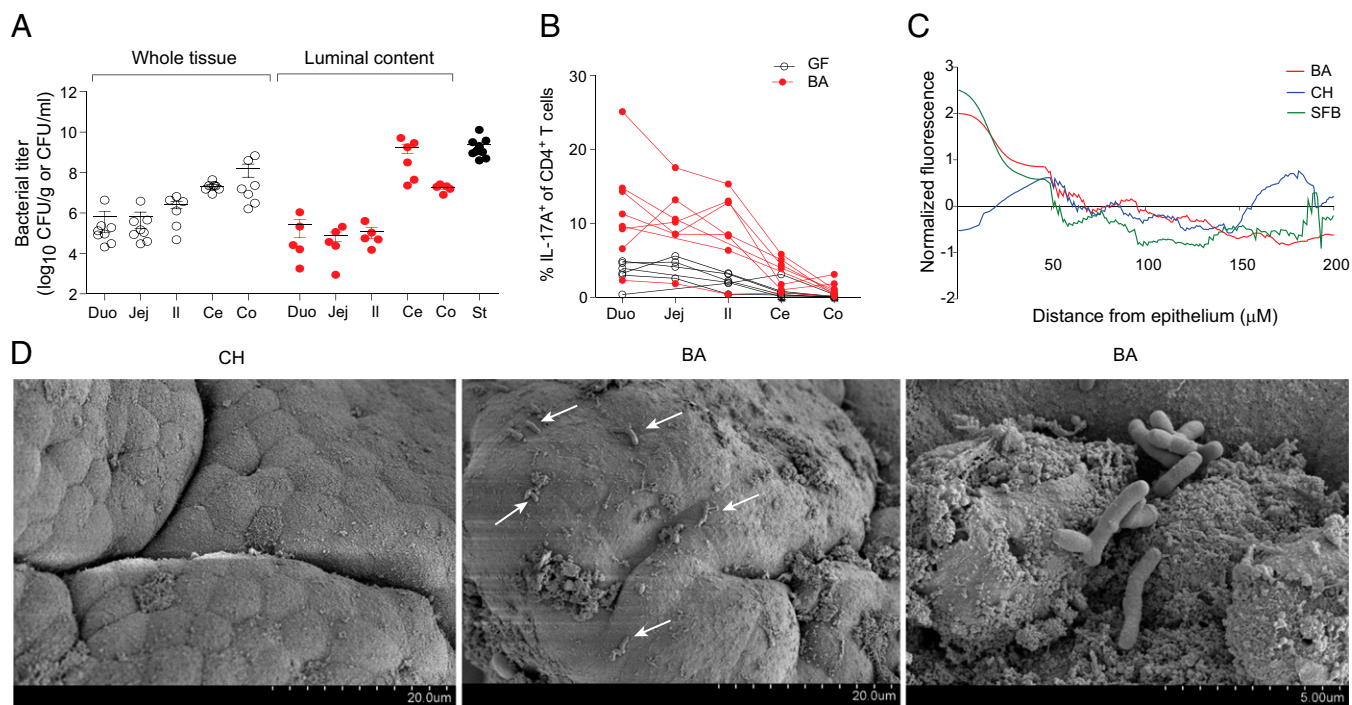 A
Whole tissue
Luminal content
Bacterial titer
(log10 CFU/g or CFU/ml)
12
10
8
6
4
2
Duo Jej Il Ce Co Duo Jej Il Ce Co St
B
GF
BA
% IL-17A+ of CD4+ T cells
30
20
10
0
Duo Jej Il Ce Co
C
BA
CH
SFB
Normalized fluorescence
3
2
1
0
-1
-2
50 100 150 200
Distance from epithelium (μM)
D
CH
BA
BA
20.0um
20.0um
5.00um